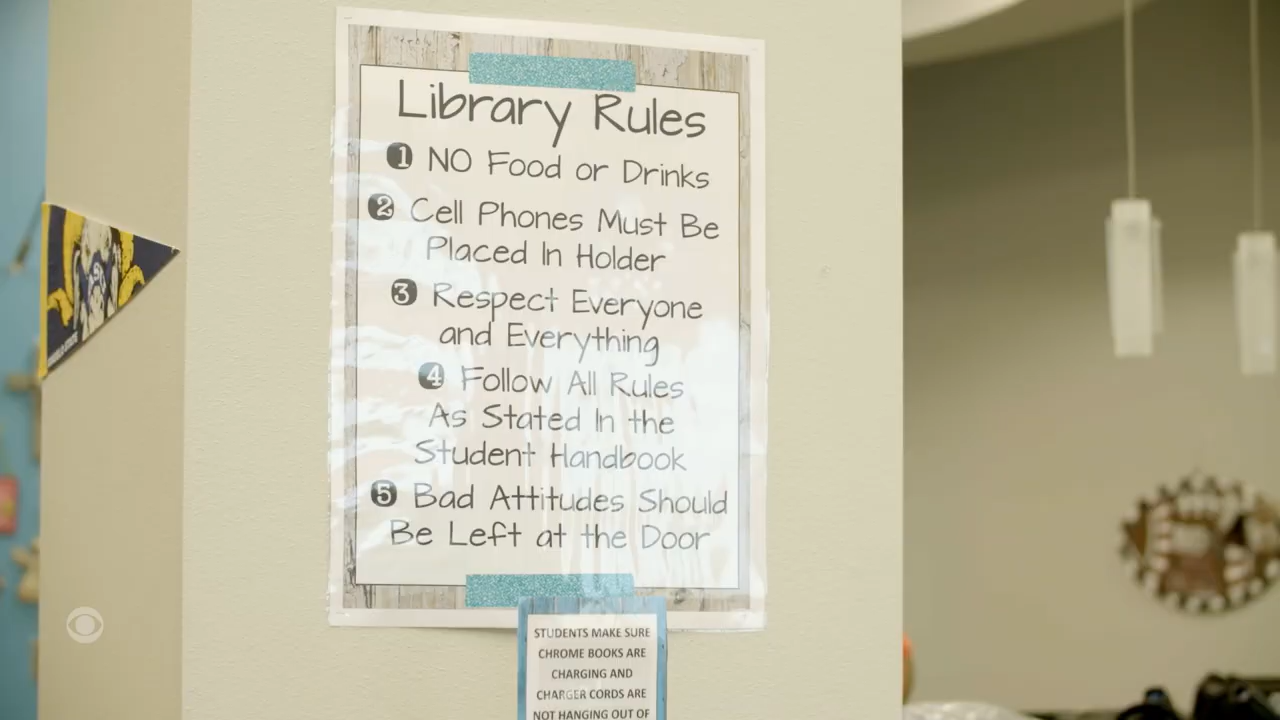 Library Rules
1 NO Food or Drinks
2 Cell Phones Must Be
Placed In Holder
3 Respect Everyone
and Everything
4 Follow All Rules
As Stated In the
Student Handbook
5 Bad Attitudes Should
Be Left at the Door
STUDENTS MAKE SURE
CHROME BOOKS ARE
CHARGING AND
CHARGER CORDS ARE
NOT HANGING OUT OF